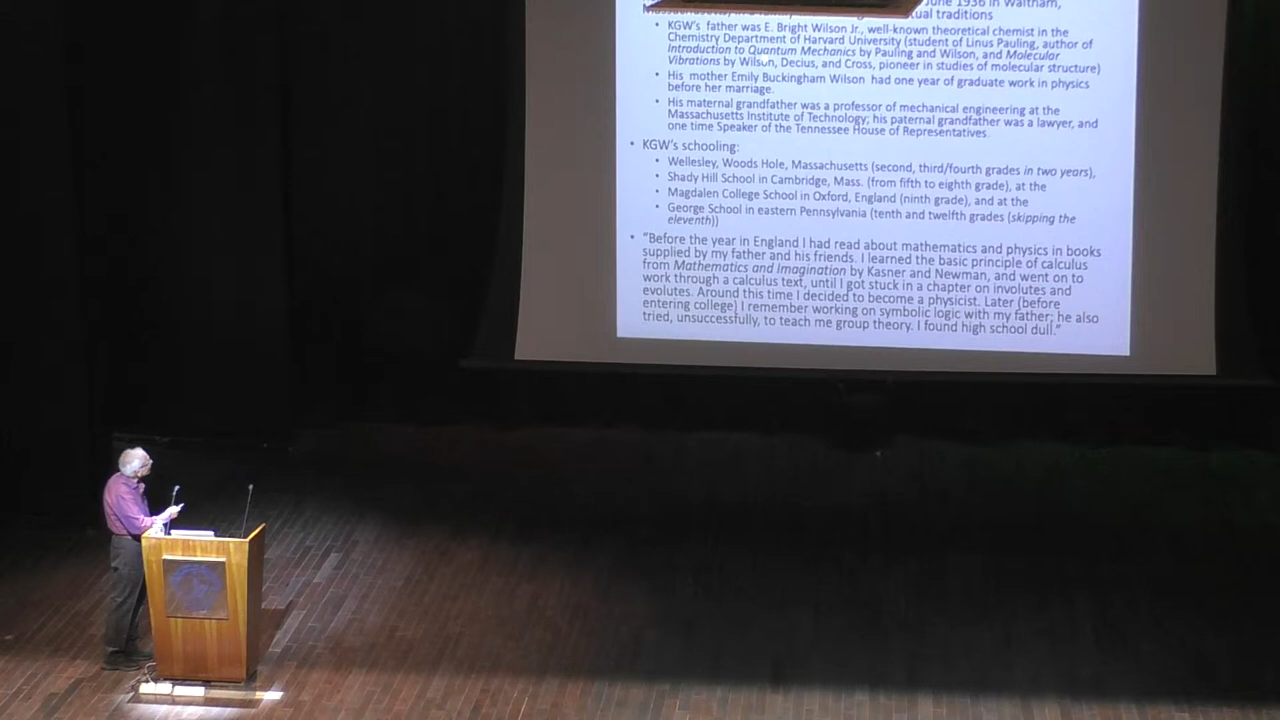 June 1936 in Waltham,
Massachusetts, in a family with strong intellectual traditions
• KGW's father was E. Bright Wilson Jr., well-known theoretical chemist in the
Chemistry Department of Harvard University (student of Linus Pauling, author of
Introduction to Quantum Mechanics by Pauling and Wilson, and Molecular
Vibrations by Wilson, Decius, and Cross, pioneer in studies of molecular structure)
• His mother Emily Buckingham Wilson had one year of graduate work in physics
before her marriage.
• His maternal grandfather was a professor of mechanical engineering at the
Massachusetts Institute of Technology; his paternal grandfather was a lawyer, and
one time Speaker of the Tennessee House of Representatives.
• KGW's schooling:
• Wellesley, Woods Hole, Massachusetts (second, third/fourth grades in two years),
• Shady Hill School in Cambridge, Mass. (from fifth to eighth grade), at the
• Magdalen College School in Oxford, England (ninth grade), and at the
• George School in eastern Pennsylvania (tenth and twelfth grades (skipping the
eleventh))
• "Before the year in England I had read about mathematics and physics in books
supplied by my father and his friends. I learned the basic principle of calculus
from Mathematics and Imagination by Kasner and Newman, and went on to
work through a calculus text, until I got stuck in a chapter on involutes and
evolutes. Around this time I decided to become a physicist. Later (before
entering college) I remember working on symbolic logic with my father; he also
tried, unsuccessfully, to teach me group theory. I found high school dull."